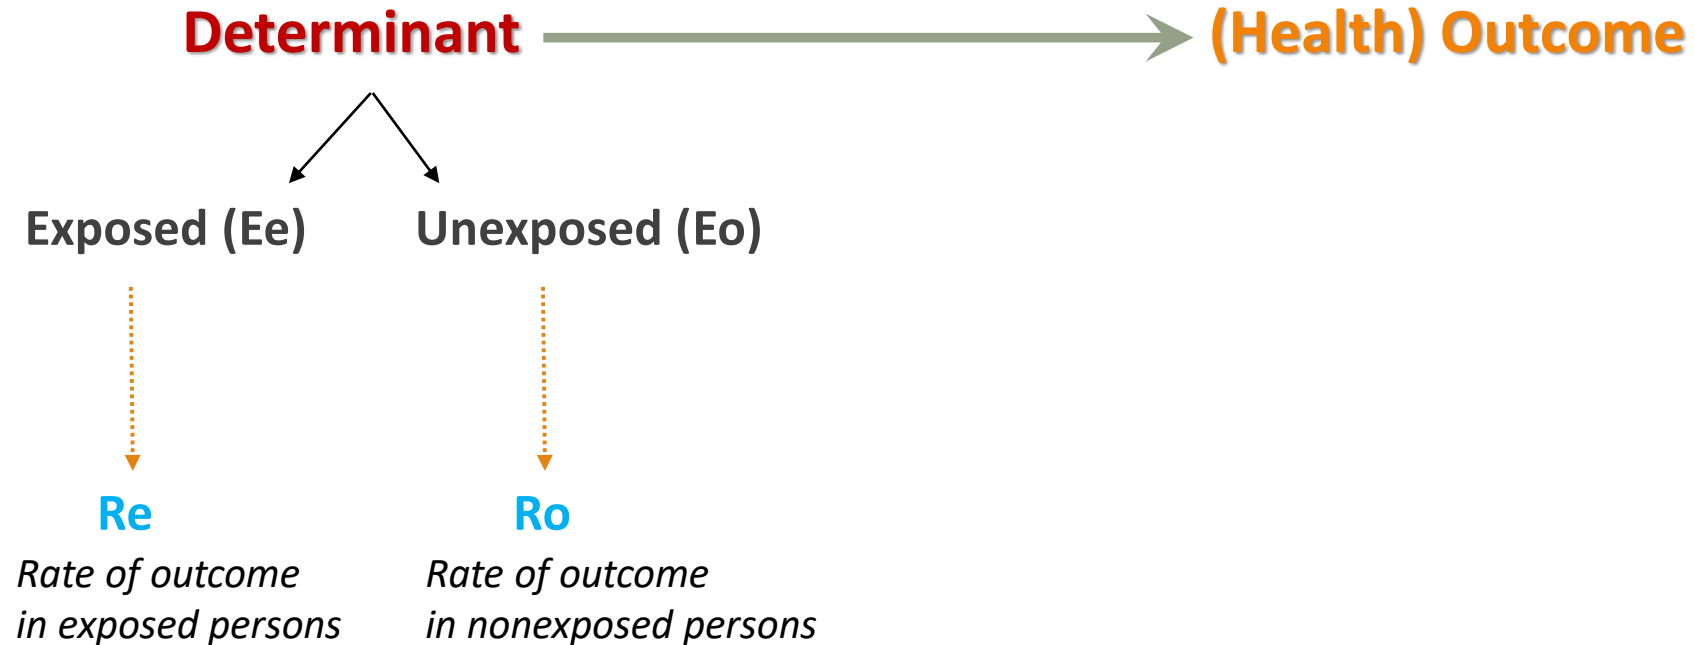 Determinant
(Health) Outcome
Exposed (Ee)
Unexposed (Eo)
Re
Rate of outcome
in exposed persons
Ro
Rate of outcome
in nonexposed persons